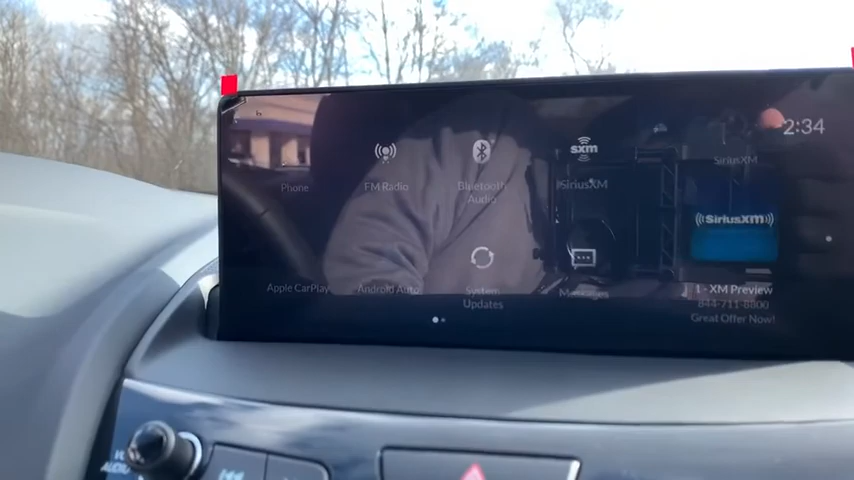 2:34
sxm
SiriusXM
Phone
FM Radio
Bluetooth
Audio
SiriusXM
((SiriusXM))
Apple CarPlay
Android Auto
System
Updates
Messages
1 - XM Preview
844-711-8800
Great Offer Now!
AUDIO